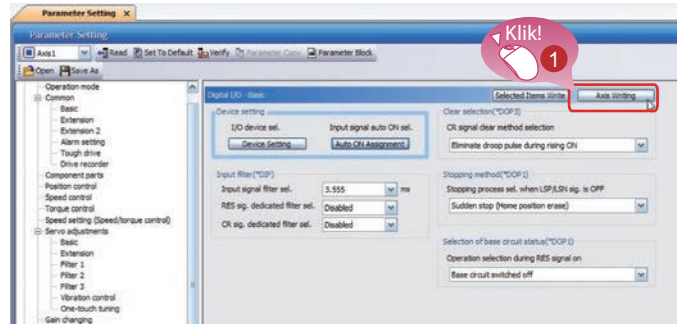 Parameter Setting
Parameter Setting
Axis1 Read Set To Default Verify Parameter Copy Parameter Block
Open Save As
Klik!
1
Operation mode
Common
Basic
Extension
Extension 2
Alarm setting
Tough drive
Drive recorder
Component parts
Position control
Speed control
Torque control
Speed setting (Speed/torque control)
Servo adjustments
Basic
Extension
Filter 1
Filter 2
Filter 3
Vibration control
One-touch tuning
Gain changing
Digital I/O - Basic
Selected Items Write Axis Writing
Device setting
I/O device sel. Input signal auto ON sel.
Device Setting Auto ON Assignment
Input filter(*DIF)
Input signal filter sel. 3.555 ms
RES sig. dedicated filter sel. Disabled
CR sig. dedicated filter sel. Disabled
Clear selection(*DOP3)
CR signal clear method selection
Eliminate droop pulse during rising ON
Stopping method(*DOP1)
Stopping process sel. when LSP/LSN sig. is OFF
Sudden stop (Home position erase)
Selection of base circuit status(*DOP1)
Operation selection during RES signal on
Base circuit switched off